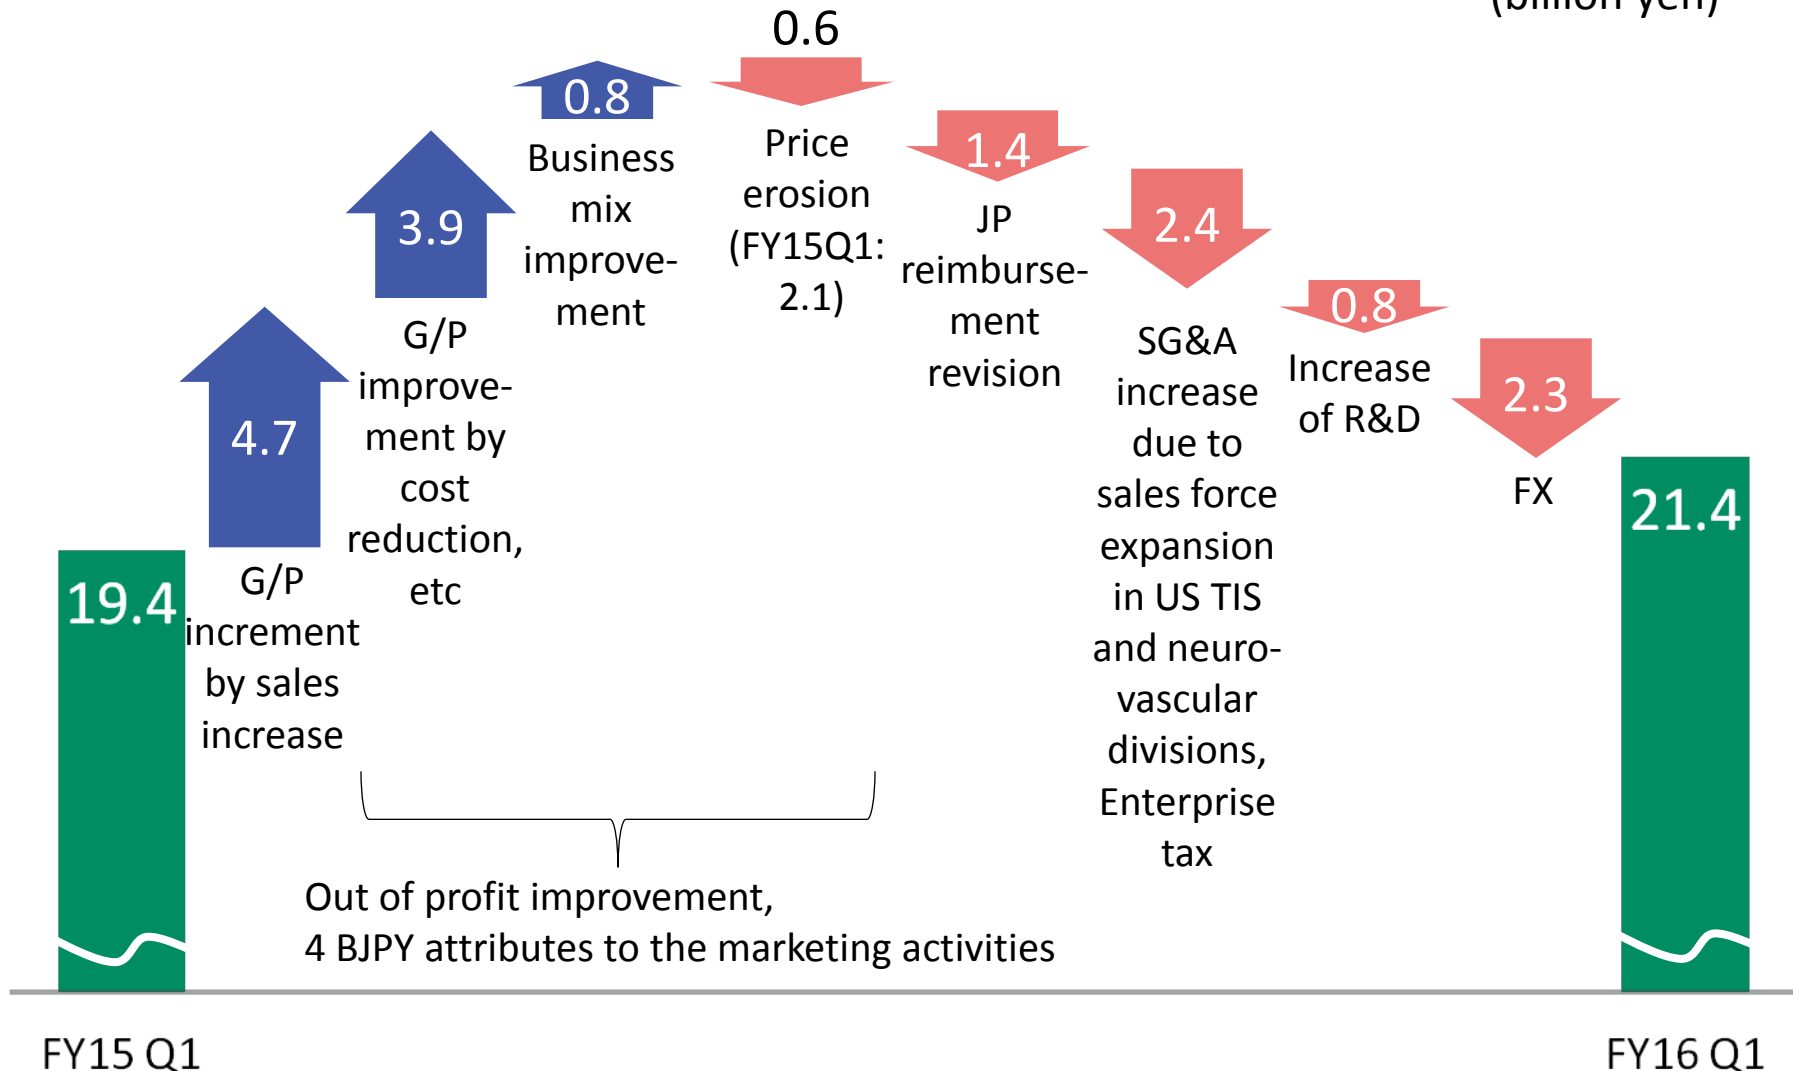 (billion yen)
0.6
0.8
Business
mix
improve-
ment
Price
erosion
(FY15Q1:
2.1)
1.4
JP
reimburse-
ment
revision
3.9
G/P
improve-
ment by
cost
reduction,
etc
2.4
SG&A
increase
due to
sales force
expansion
in US TIS
and neuro-
vascular
divisions,
Enterprise
tax
0.8
Increase
of R&D
2.3
FX
4.7
G/P
increment
by sales
increase
19.4
21.4
Out of profit improvement,
4 BJPY attributes to the marketing activities
FY15 Q1
FY16 Q1